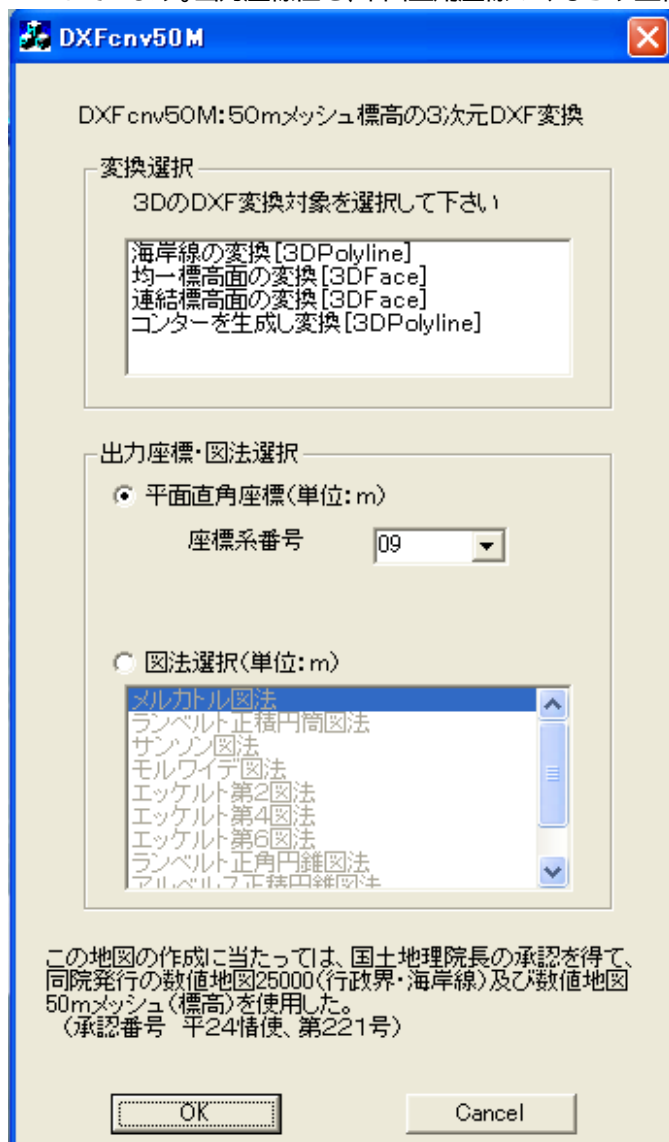 DXFcnv50M
DXFcnv50M:50mメッシュ標高の3次元DXF変換
変換選択
3DのDXF変換対象を選択して下さい
海岸線の変換[3DPolyline]
均一標高面の変換[3DFace]
連結標高面の変換[3DFace]
コンターを生成し変換[3DPolyline]
出力座標・図法選択
平面直角座標(単位:m)
座標系番号
09
図法選択(単位:m)
メルカトル図法
ランベルト正積円筒図法
サンソン図法
モルワイデ図法
エッケルト第2図法
エッケルト第4図法
エッケルト第6図法
ランベルト正角円錐図法
アルベルス正積円錐図法
この地図の作成に当たっては、国土地理院長の承認を得て、
同院発行の数値地図25000(行政界・海岸線)及び数値地図
50mメッシュ(標高)を使用した。
(承認番号 平24情使、第221号)
OK
Cancel